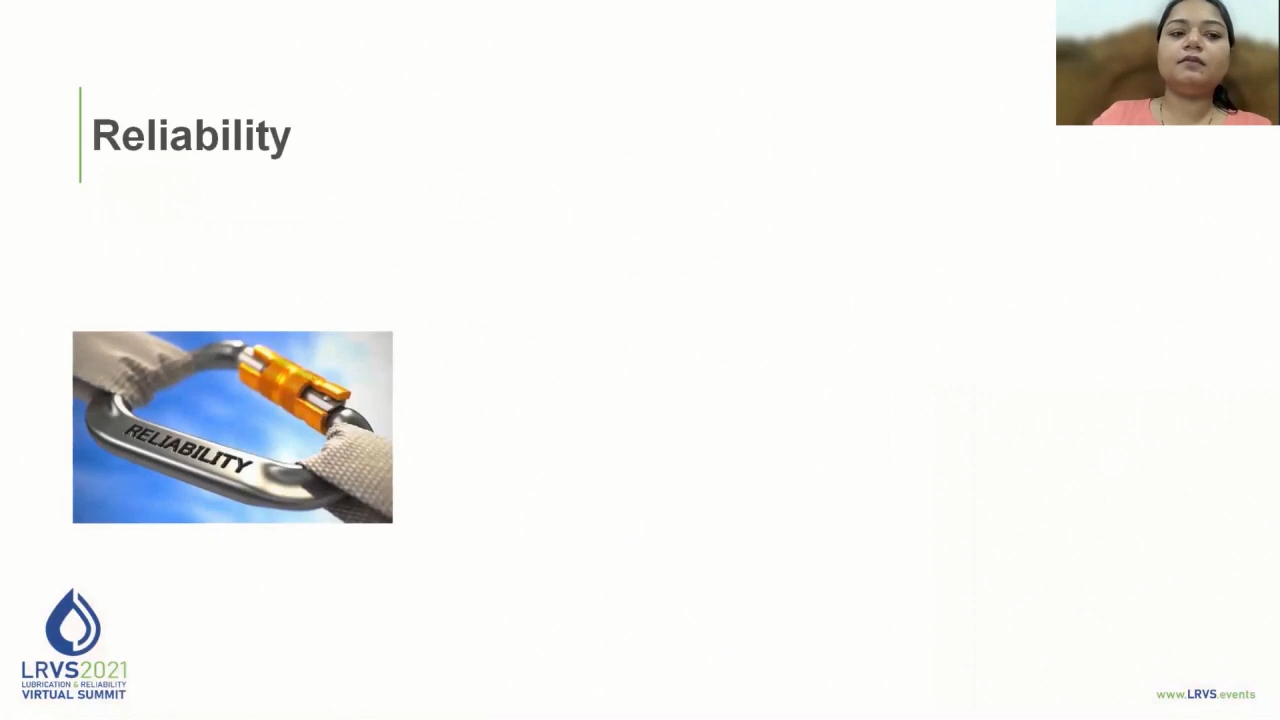 Reliability
RELIABILITY
LRVS2021
LUBRICATION & RELIABILITY
VIRTUAL SUMMIT
www.LRVS.events